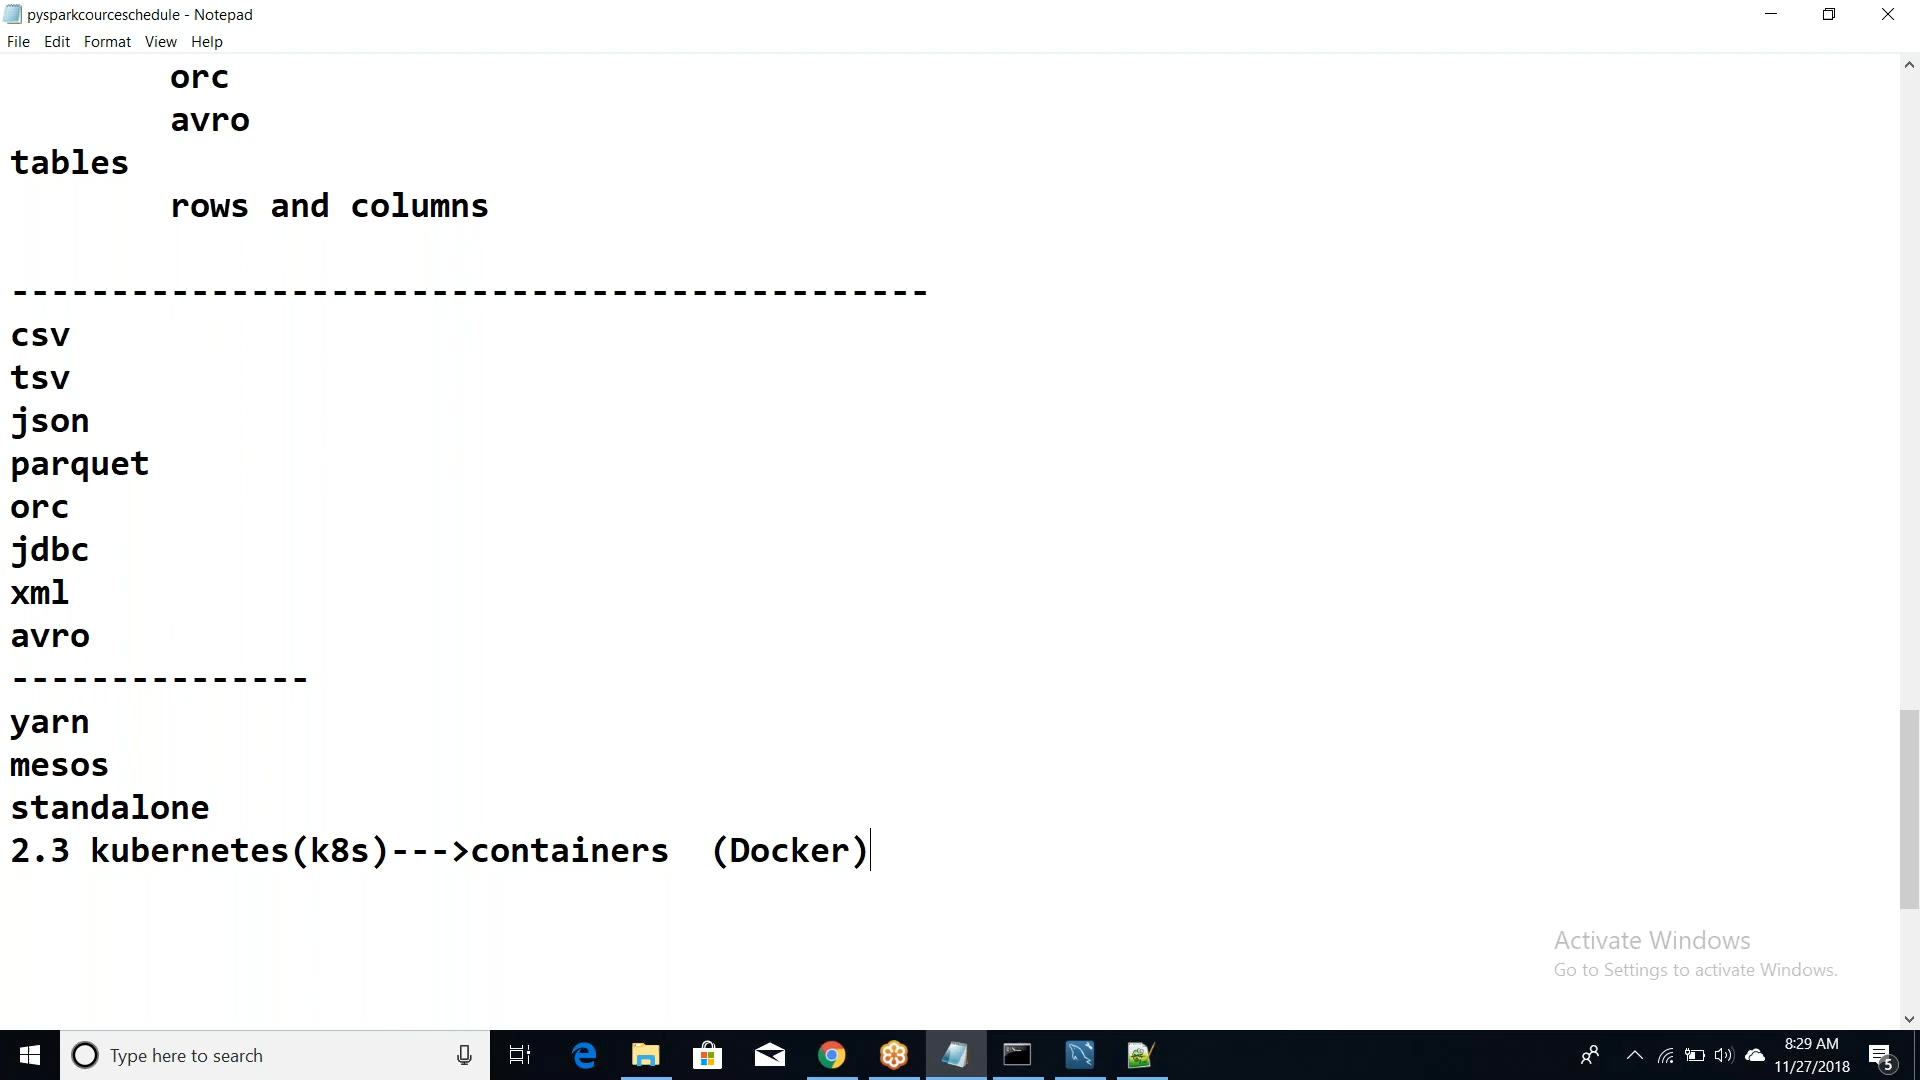 pysparkcourceschedule - Notepad
File Edit Format View Help
orc
avro
tables
rows and columns
----------------------------------------------
csv
tsv
json
parquet
orc
jdbc
xml
avro
---------------
yarn
mesos
standalone
2.3 kubernetes(k8s)--->containers  (Docker)
Activate Windows
Go to Settings to activate Windows.
Type here to search
8:29 AM
11/27/2018
5